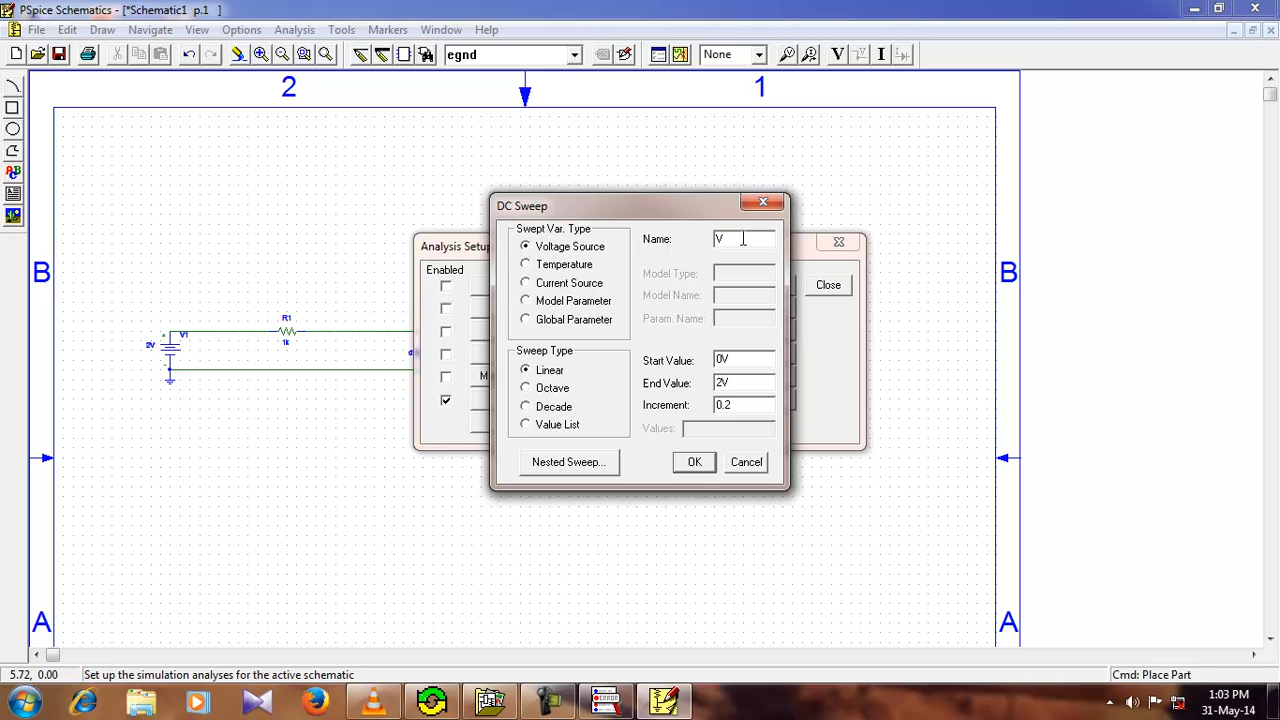 PSpice Schematics - [*Schematic1 p.1 ]
File Edit Draw Navigate View Options Analysis Tools Markers Window Help
egnd
None
V
I
2
1
B
B
A
A
V1
2V
R1
1k
Analysis Setup
Enabled
M
Close
DC Sweep
Swept Var. Type
Voltage Source
Temperature
Current Source
Model Parameter
Global Parameter
Name: V
Model Type:
Model Name:
Param. Name:
Sweep Type
Linear
Octave
Decade
Value List
Start Value: 0V
End Value: 2V
Increment: 0.2
Values:
Nested Sweep...
OK
Cancel
5.72, 0.00 Set up the simulation analyses for the active schematic Cmd: Place Part
ERROR
1:03 PM
31-May-14